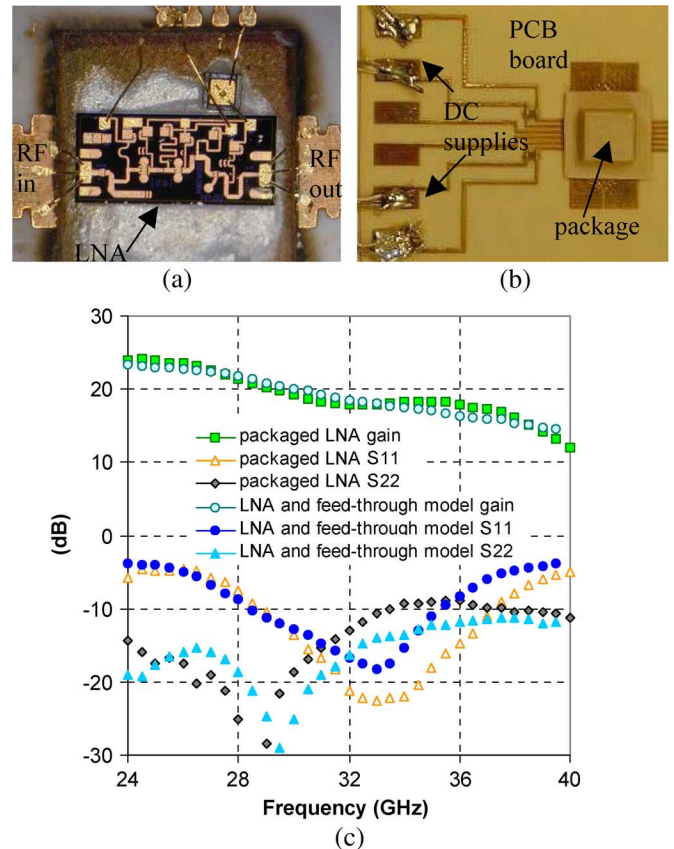 RF
in
RF
out
LNA
(a)
PCB
board
DC
supplies
package
(b)
30
20
10
0
-10
-20
-30
(dB)
packaged LNA gain
packaged LNA S11
packaged LNA S22
LNA and feed-through model gain
LNA and feed-through model S11
LNA and feed-through model S22
24
28
32
36
40
Frequency (GHz)
(c)